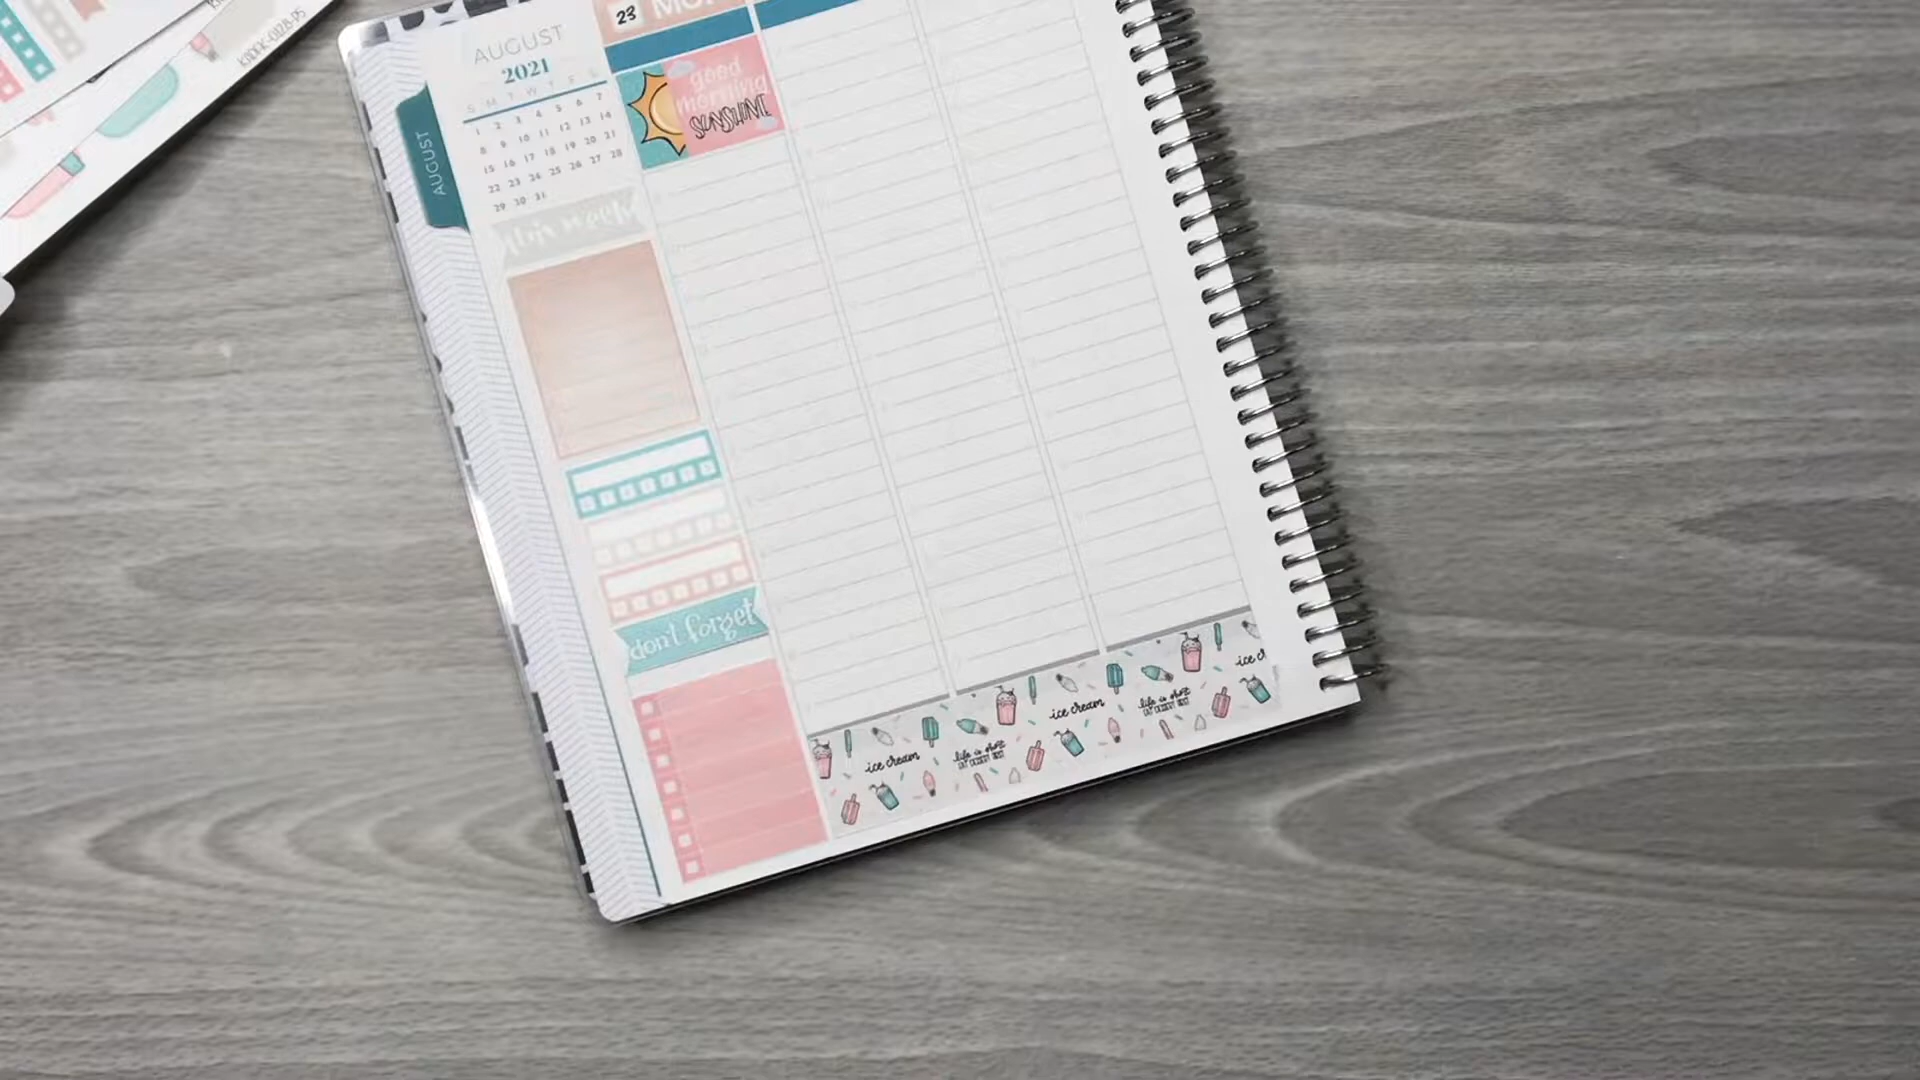 AUGUST
2021
S M T W T F S
1 2 3 4 5 6 7
8 9 10 11 12 13 14
15 16 17 18 19 20 21
22 23 24 25 26 27 28
29 30 31
AUGUST
23
good
morning
SUNSHINE
this week
don't forget
ice cream
life is short
EAT DESSERT FIRST
ice cream
life is short
EAT DESSERT FIRST
ice c